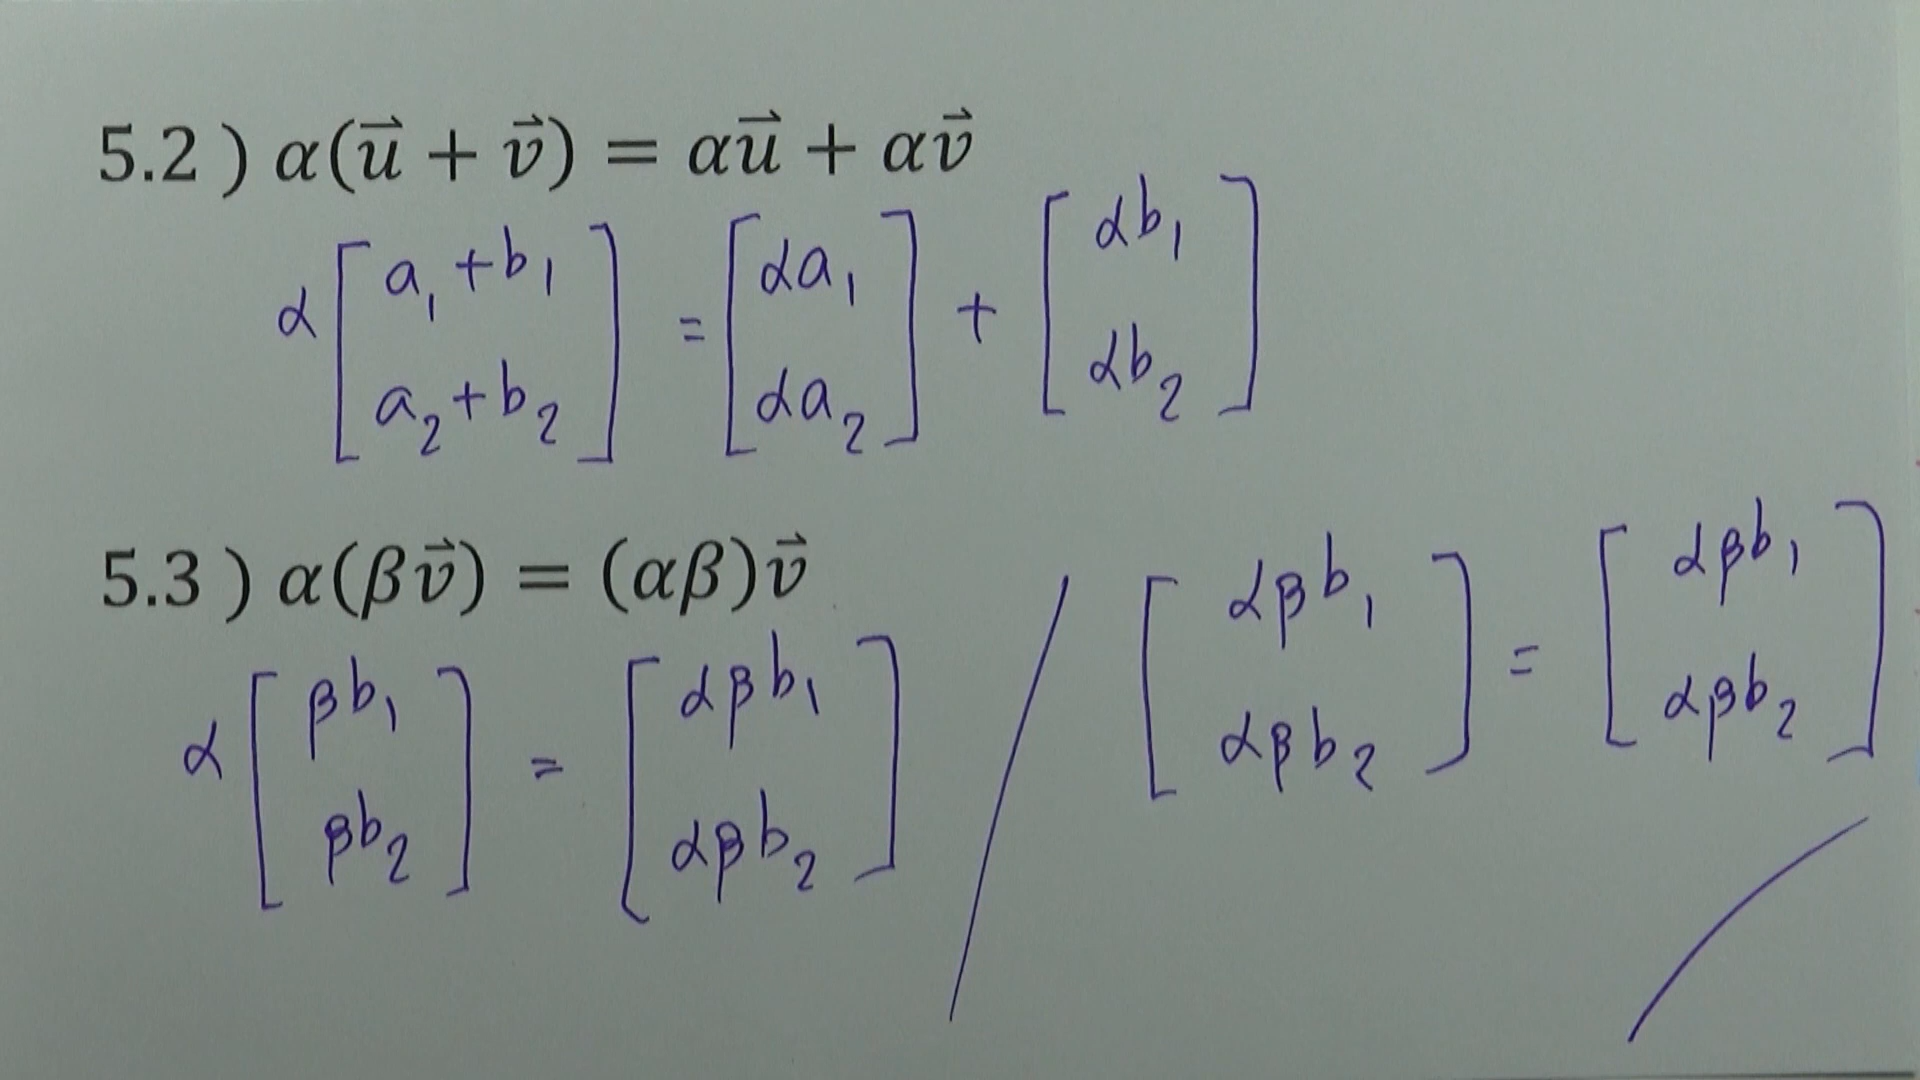 5.2 ) α(u⃗ + v⃗) = αu⃗ + αv⃗
α [ a₁+b₁ ; a₂+b₂ ] = [ αa₁ ; αa₂ ] + [ αb₁ ; αb₂ ]
5.3 ) α(βv⃗) = (αβ)v⃗
α [ βb₁ ; βb₂ ] = [ αβb₁ ; αβb₂ ] / [ αβb₁ ; αβb₂ ] = [ αβb₁ ; αβb₂ ]